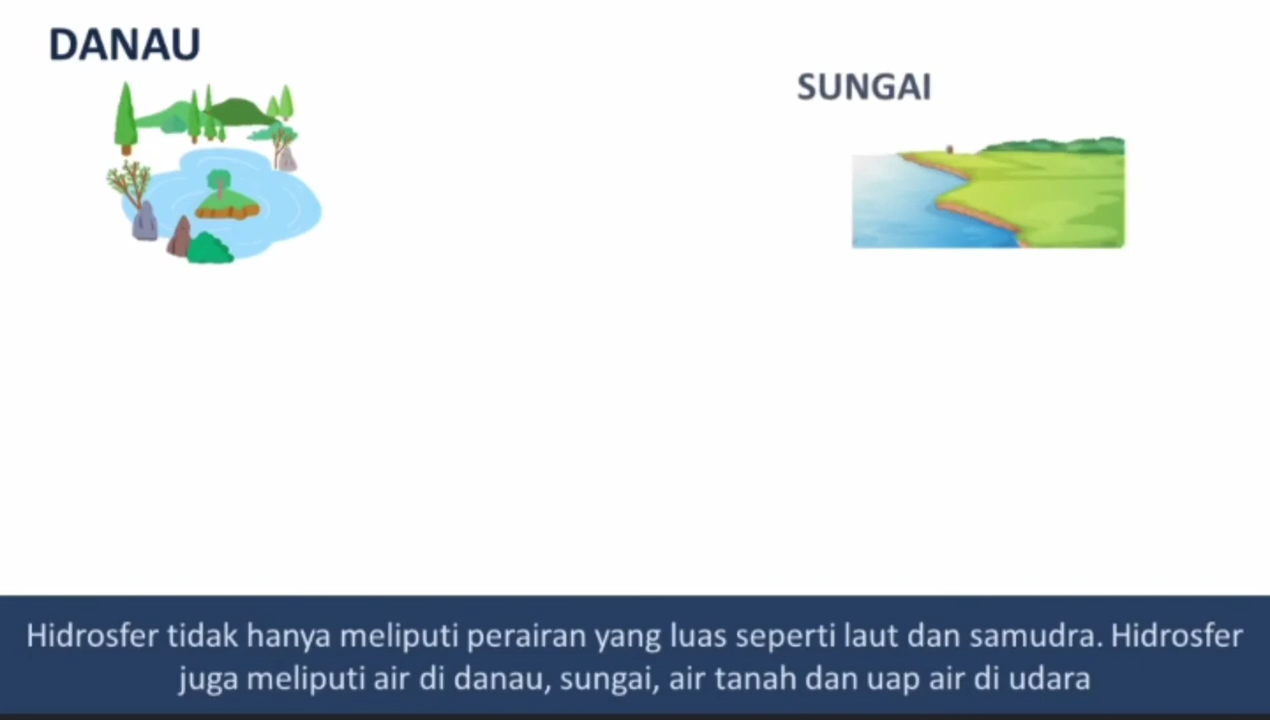 DANAU
SUNGAI
Hidrosfer tidak hanya meliputi perairan yang luas seperti laut dan samudra. Hidrosfer
juga meliputi air di danau, sungai, air tanah dan uap air di udara